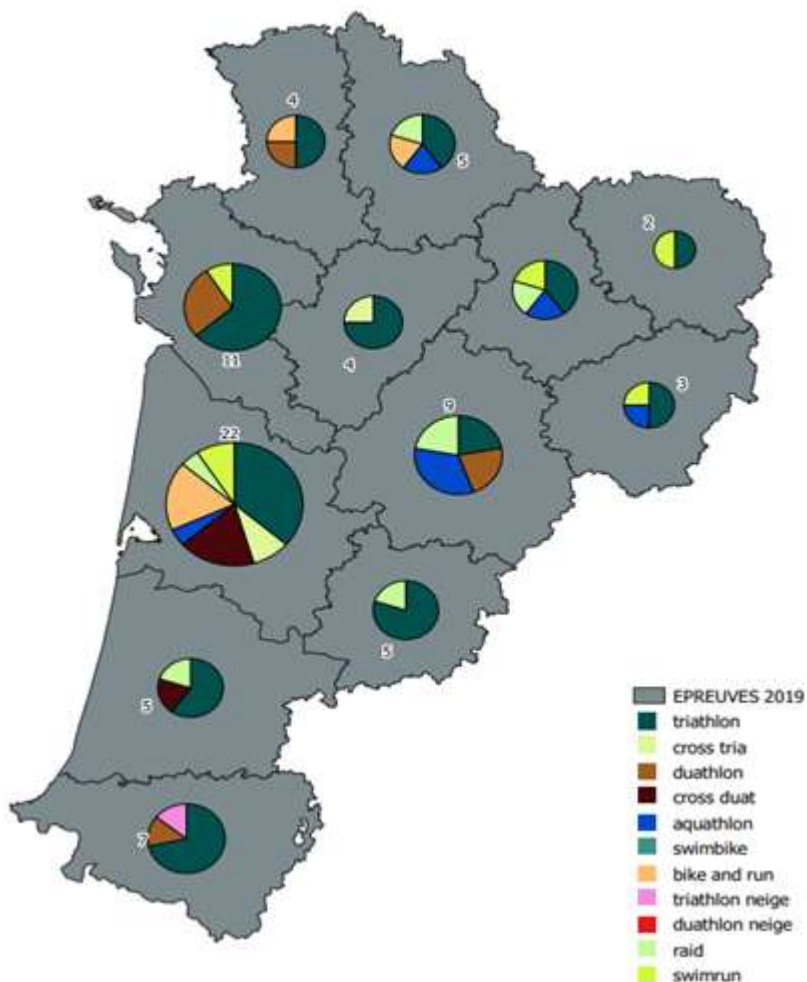 4
5
2
11
4
3
9
22
5
5
7
EPREUVES 2019
triathlon
cross tria
duathlon
cross duat
aquathlon
swimbike
bike and run
triathlon neige
duathlon neige
raid
swimrun